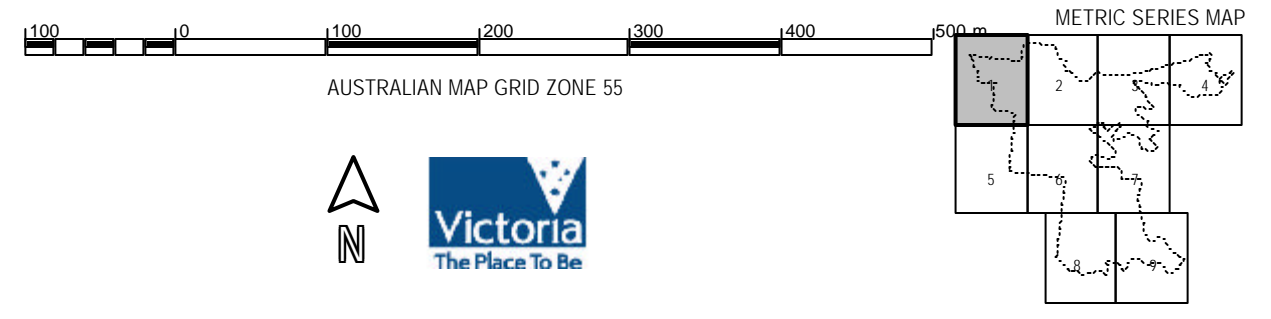 METRIC SERIES MAP
100 0 100 200 300 400 500 m
AUSTRALIAN MAP GRID ZONE 55
1 2 3 4
5 6 7
8 9
N
Victoria
The Place To Be